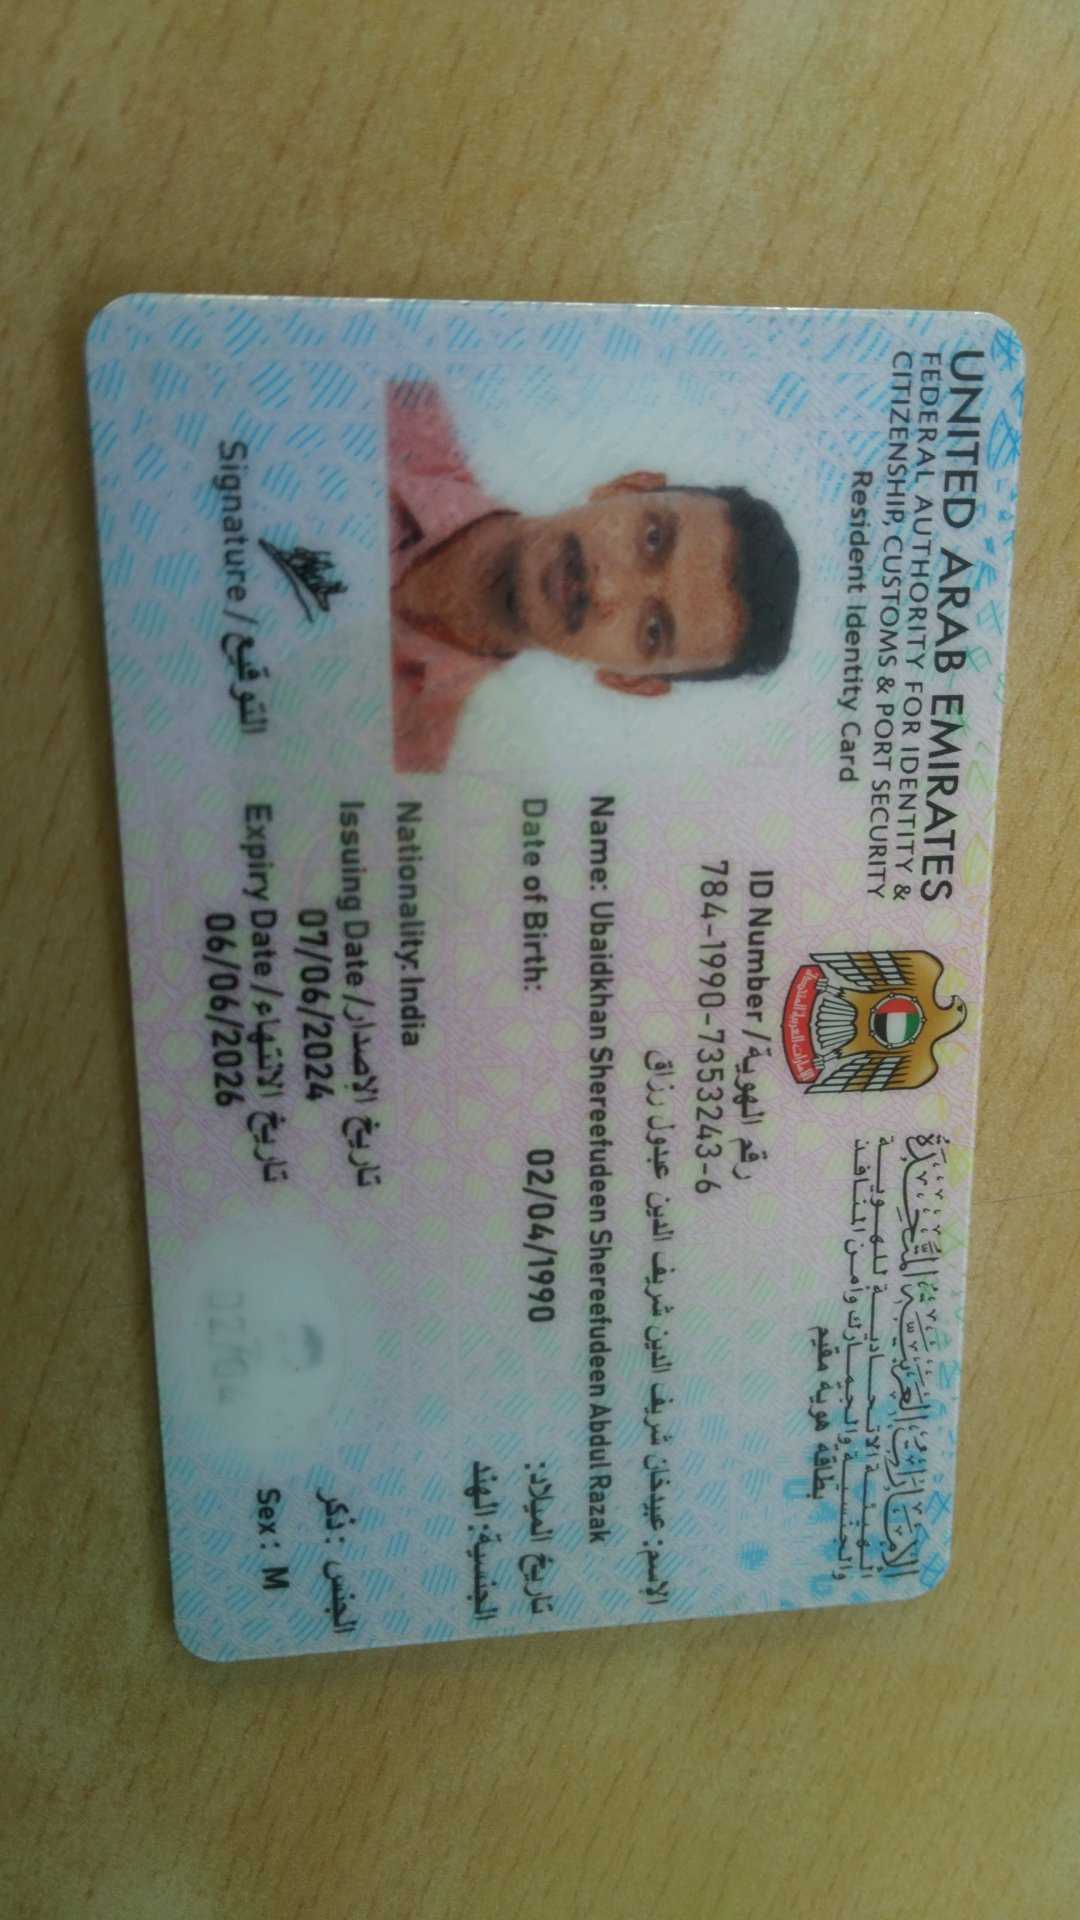 UNITED ARAB EMIRATES
FEDERAL AUTHORITY FOR IDENTITY &
CITIZENSHIP, CUSTOMS & PORT SECURITY
Resident Identity Card
الإمارات العربية المتحدة
الهيئة الاتحادية للهوية
والجنسية والجمارك وأمن المنافذ
بطاقة هوية مقيم
ID Number / رقم الهوية
784-1990-7353243-6
الإسم: عبيدخان شريف الدين شريف الدين عبدول رزاق
Name: Ubaidkhan Shereefudeen Shereefudeen Abdul Razak
Date of Birth: 02/04/1990 تاريخ الميلاد:
Nationality: India الجنسية: الهند
Issuing Date / تاريخ الإصدار
07/06/2024
Expiry Date / تاريخ الانتهاء
06/06/2026
الجنس: ذكر
Sex: M
Signature / التوقيع